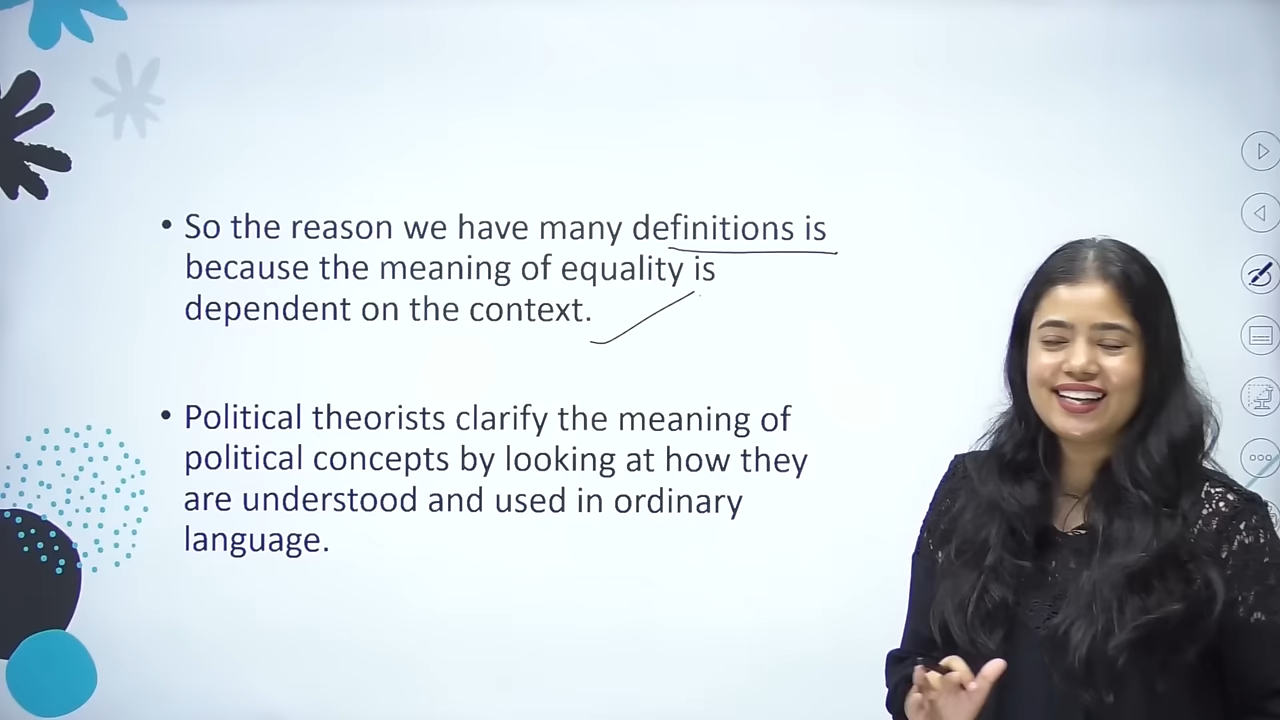 • So the reason we have many definitions is
because the meaning of equality is
dependent on the context.
• Political theorists clarify the meaning of
political concepts by looking at how they
are understood and used in ordinary
language.